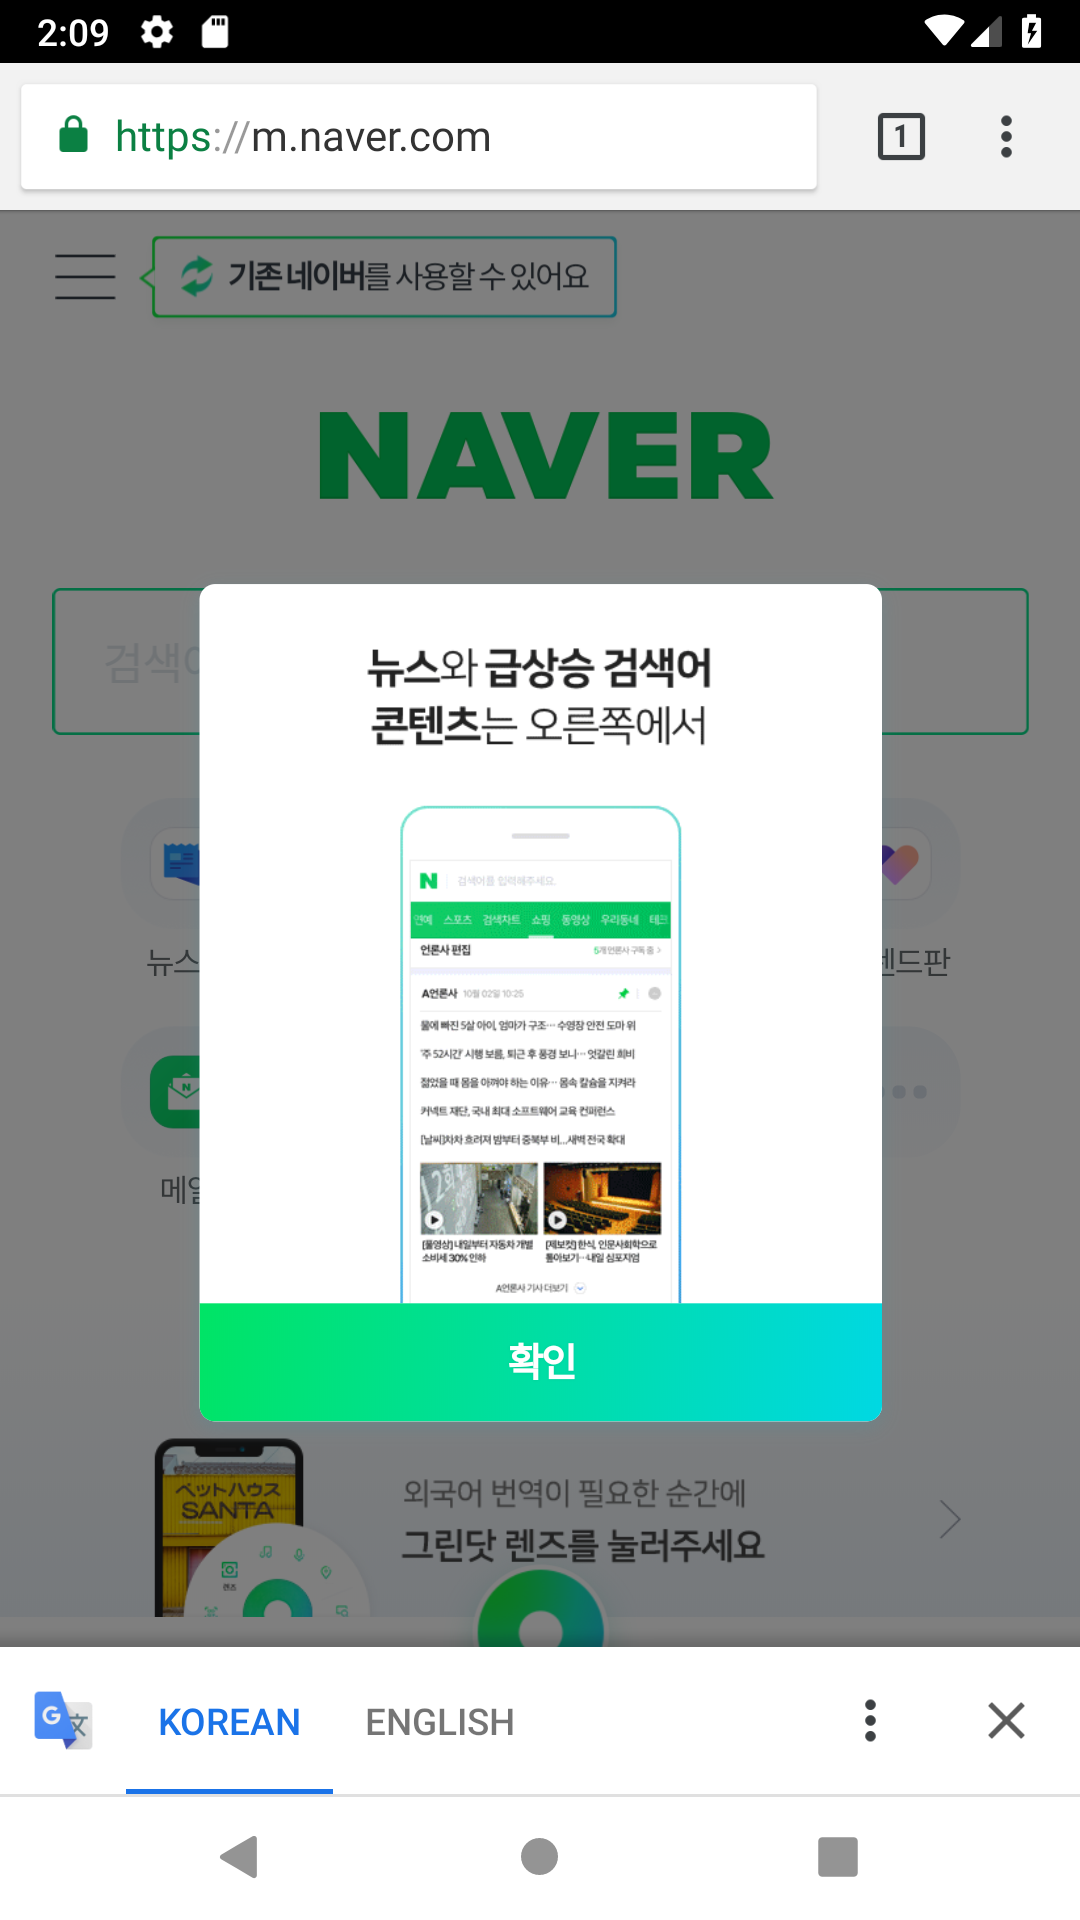 2:09
https://m.naver.com
1
기존 네이버를 사용할 수 있어요
NAVER
검색어
뉴스와 급상승 검색어
콘텐츠는 오른쪽에서
N 검색어를 입력해주세요.
연예 스포츠 검색차트 쇼핑 동영상 우리동네 테크
언론사 편집 5개 언론사 구독 중 >
A언론사 10월 02일 10:25
물에 빠진 5살 아이, 엄마가 구조… 수영장 안전 도마 위
'주 52시간' 시행 보름, 퇴근 후 풍경 보니… 엇갈린 희비
젊었을 때 몸을 아껴야 하는 이유… 몸속 칼슘을 지켜라
커넥트 재단, 국내 최대 소프트웨어 교육 컨퍼런스
[날씨]차차 흐려져 밤부터 중북부 비...새벽 전국 확대
[풀영상] 내일부터 자동차 개별
소비세 30% 인하
[제보컷] 한식, 인문사회학으로
톺아보기…내일 심포지엄
A언론사 기사 더보기
확인
뉴스
렌드판
N
메일
ペットハウス
SANTA
렌즈
외국어 번역이 필요한 순간에
그린닷 렌즈를 눌러주세요
G 文
KOREAN
ENGLISH